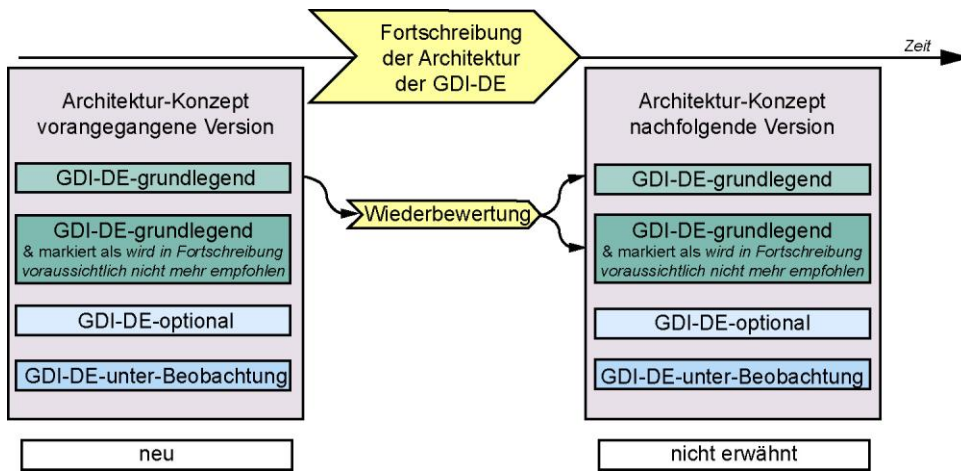 Fortschreibung
der Architektur
der GDI-DE
Zeit
Architektur-Konzept
vorangegangene Version
GDI-DE-grundlegend
GDI-DE-grundlegend
& markiert als wird in Fortschreibung
voraussichtlich nicht mehr empfohlen
GDI-DE-optional
GDI-DE-unter-Beobachtung
neu
Wiederbewertung
Architektur-Konzept
nachfolgende Version
GDI-DE-grundlegend
GDI-DE-grundlegend
& markiert als wird in Fortschreibung
voraussichtlich nicht mehr empfohlen
GDI-DE-optional
GDI-DE-unter-Beobachtung
nicht erwähnt